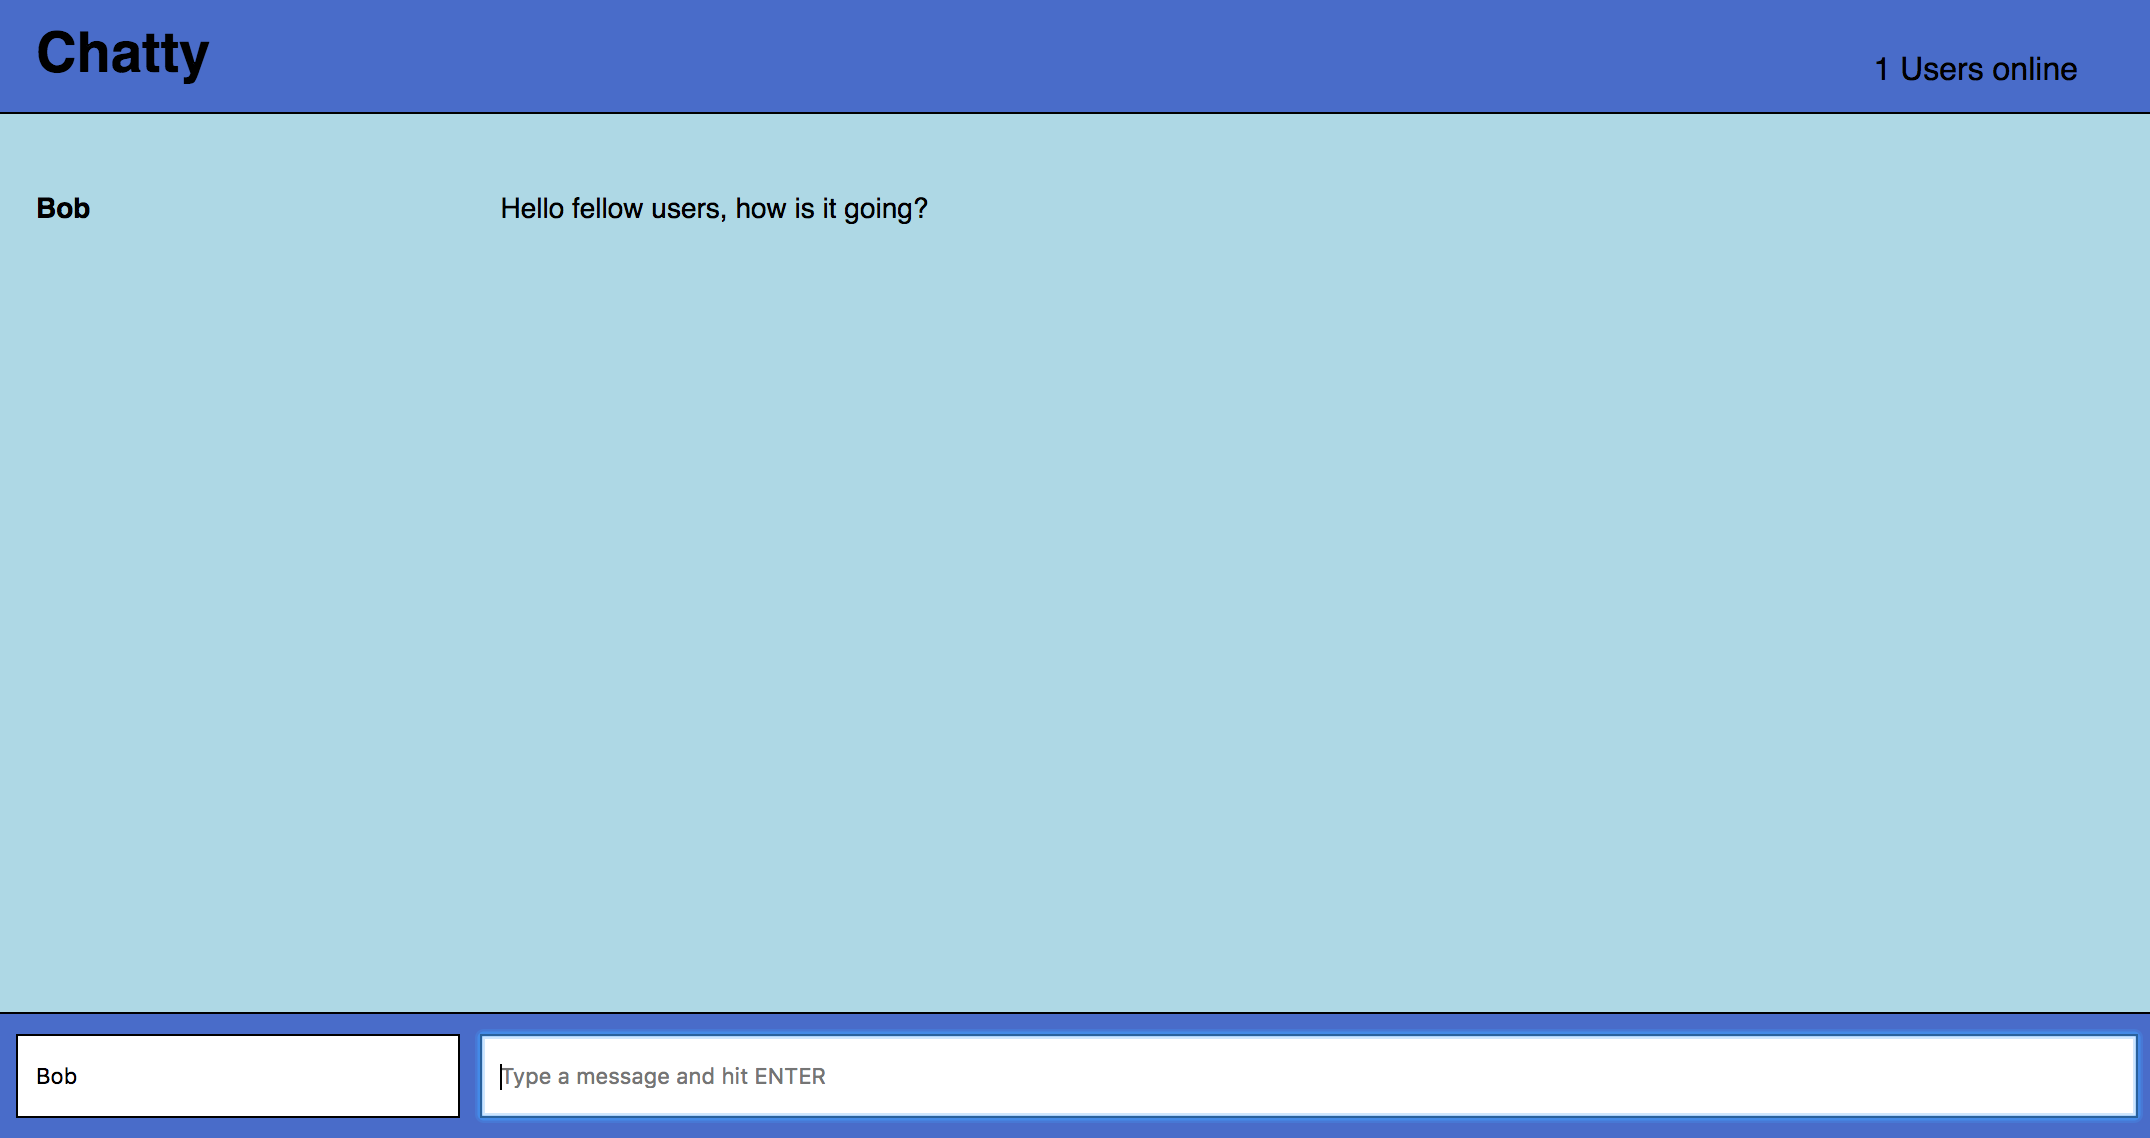 Chatty
1 Users online
Bob
Hello fellow users, how is it going?
Bob
Type a message and hit ENTER